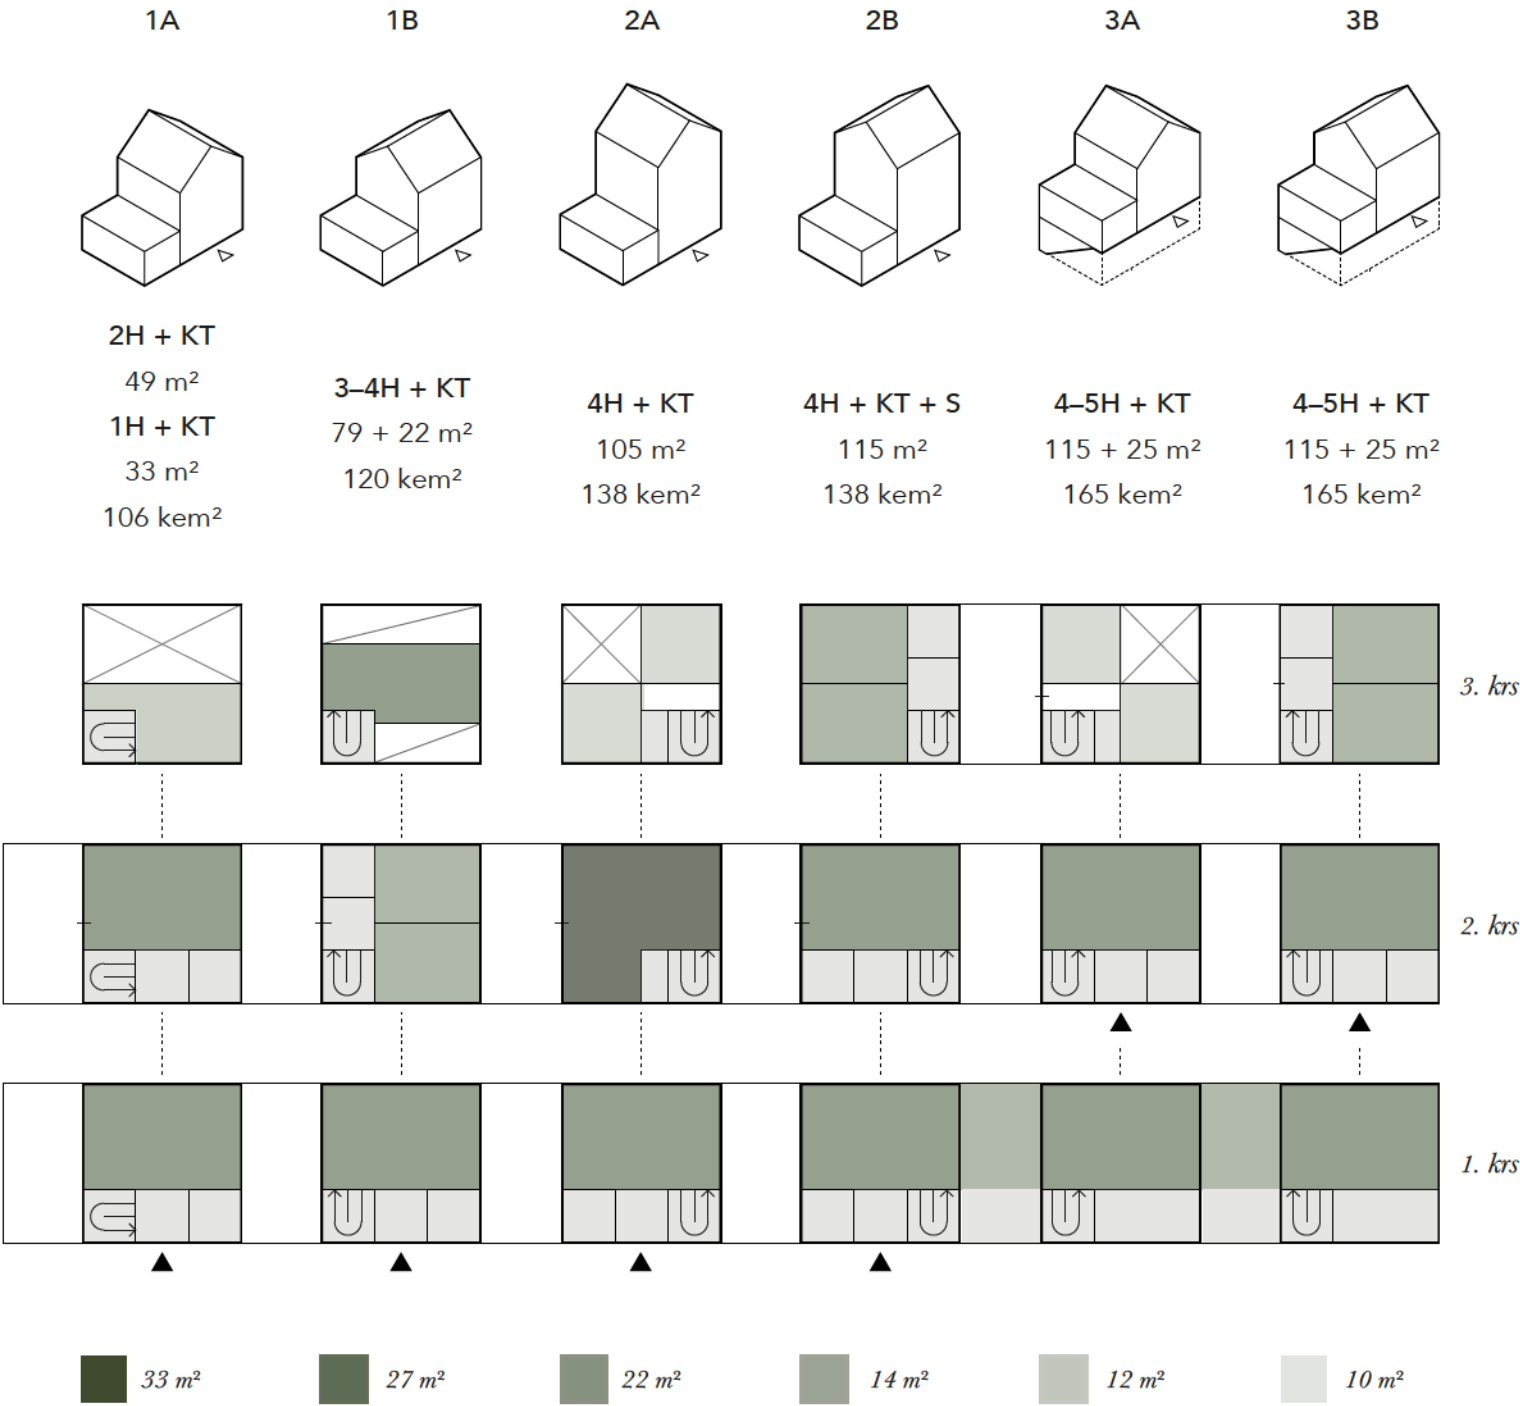 1A 1B 2A 2B 3A 3B
2H + KT
49 m²
1H + KT
33 m²
106 kem²
3–4H + KT
79 + 22 m²
120 kem²
4H + KT
105 m²
138 kem²
4H + KT + S
115 m²
138 kem²
4–5H + KT
115 + 25 m²
165 kem²
4–5H + KT
115 + 25 m²
165 kem²
3. krs
2. krs
1. krs
33 m² 27 m² 22 m² 14 m² 12 m² 10 m²